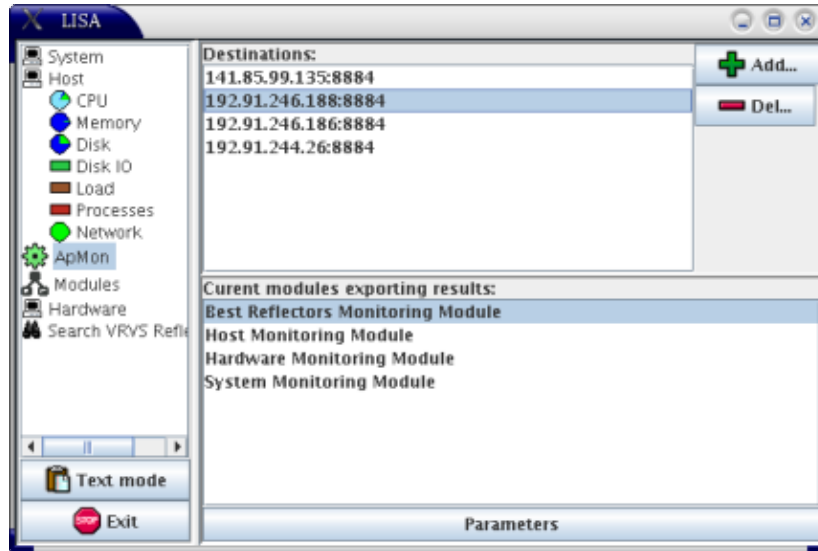 LISA
System
Host
CPU
Memory
Disk
Disk IO
Load
Processes
Network
ApMon
Modules
Hardware
Search VRVS Refle
Text mode
STOP Exit
Destinations:
141.85.99.135:8884
192.91.246.188:8884
192.91.246.186:8884
192.91.244.26:8884
Add...
Del...
Curent modules exporting results:
Best Reflectors Monitoring Module
Host Monitoring Module
Hardware Monitoring Module
System Monitoring Module
Parameters